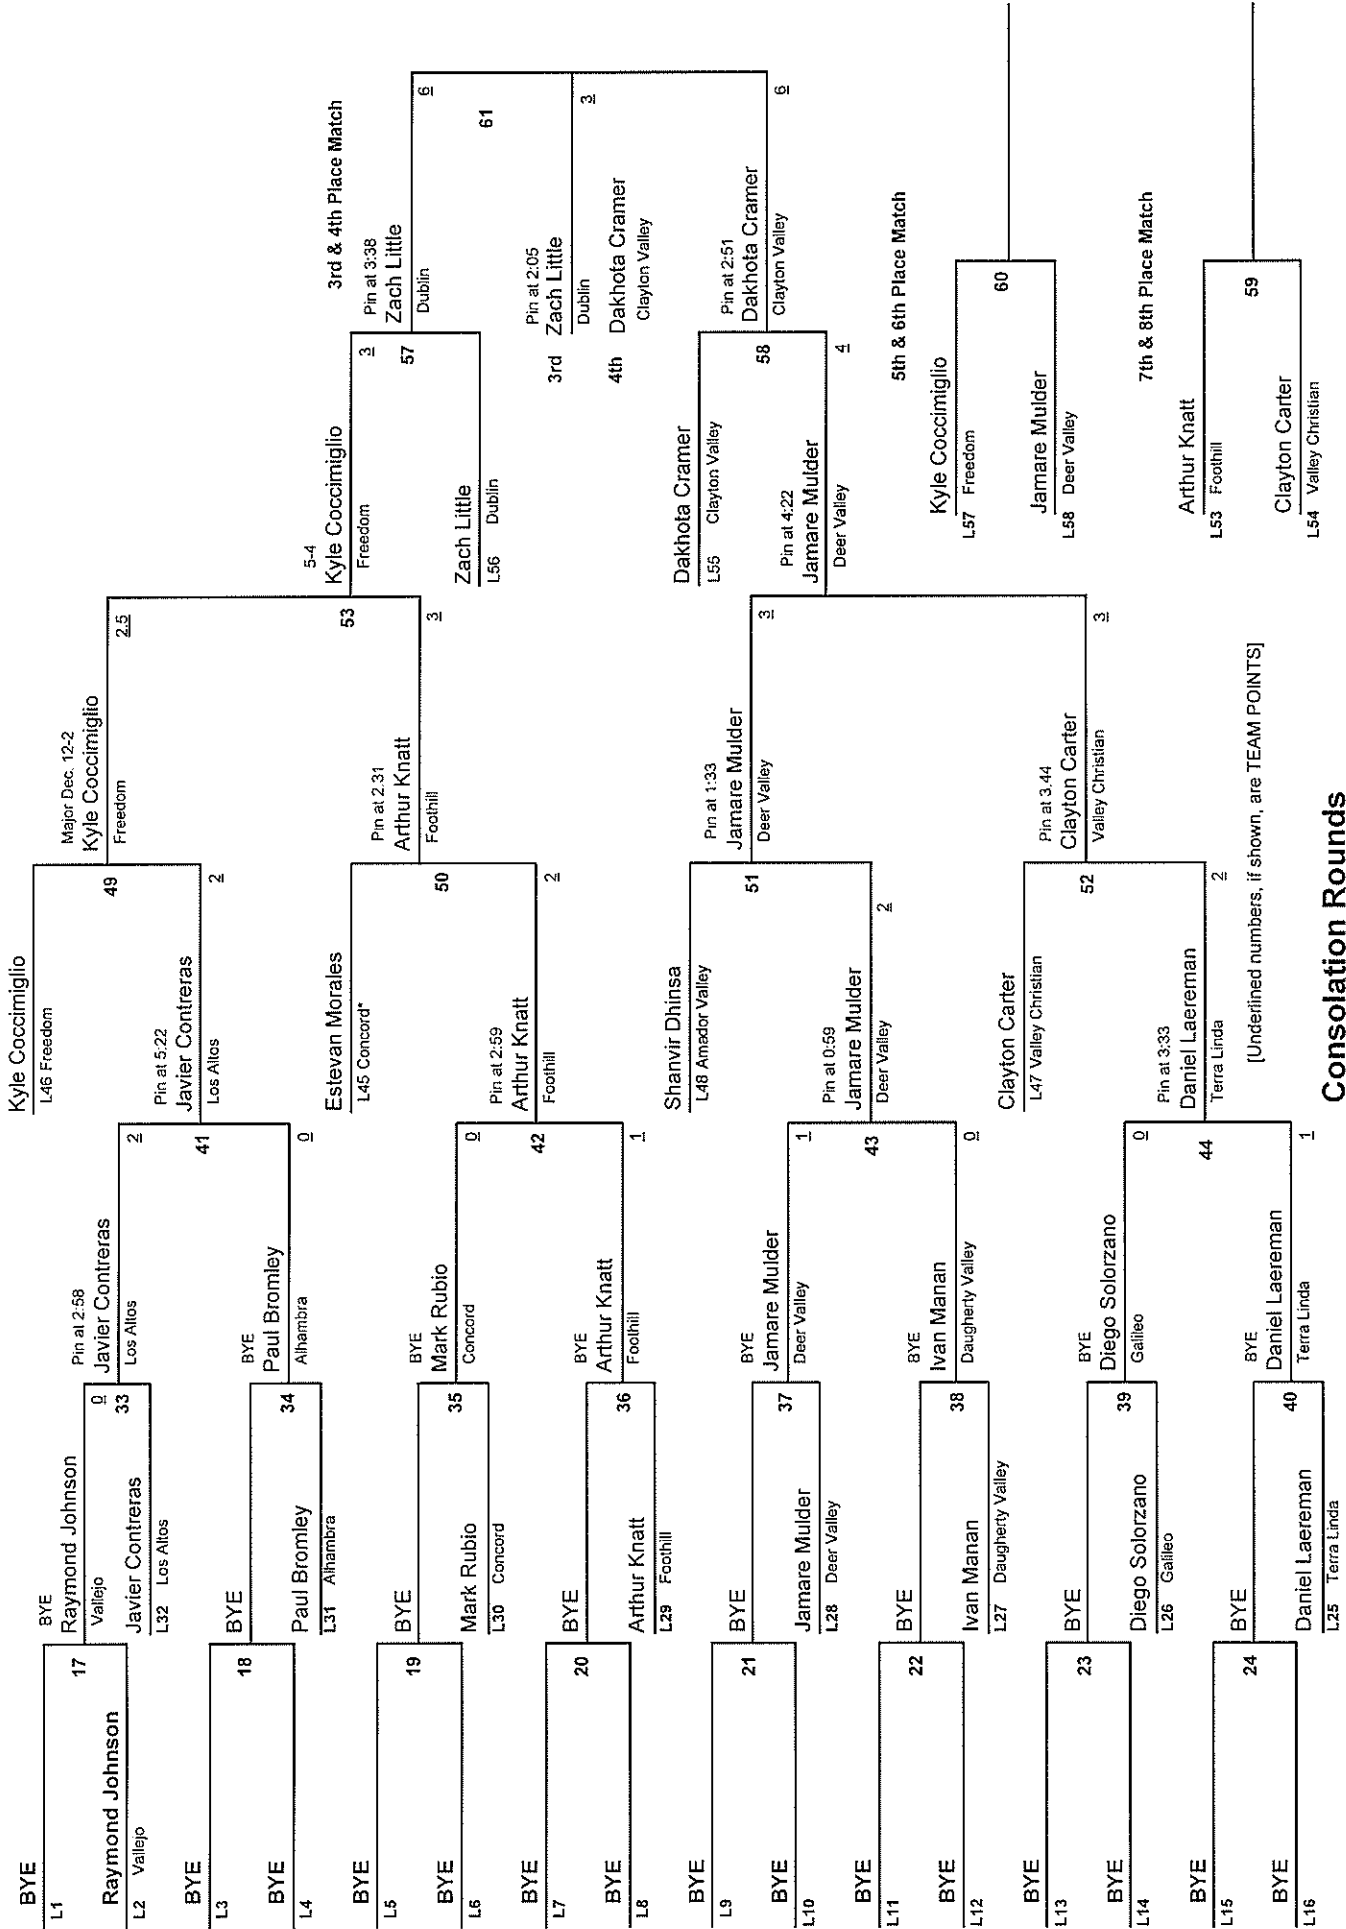 BYE
L1
Raymond Johnson
L2 Vallejo
BYE
L3
BYE
L4
BYE
L5
BYE
L6
BYE
L7
BYE
L8
BYE
L9
BYE
L10
BYE
L11
BYE
L12
BYE
L13
BYE
L14
BYE
L15
BYE
L16
17
18
19
20
21
22
23
24
BYE
Raymond Johnson
Vallejo
0
Javier Contreras
L32 Los Altos
33
BYE
Paul Bromley
L31 Alhambra
34
BYE
Mark Rubio
L30 Concord
35
BYE
Arthur Knatt
L29 Foothill
36
BYE
Jamare Mulder
L28 Deer Valley
37
BYE
Ivan Manan
L27 Daugherty Valley
38
BYE
Diego Solorzano
L26 Galileo
39
BYE
Daniel Laereman
L25 Terra Linda
40
Pin at 2:58
Javier Contreras
Los Altos
2
41
BYE
Paul Bromley
Alhambra
0
BYE
Mark Rubio
Concord
0
42
BYE
Arthur Knatt
Foothill
1
BYE
Jamare Mulder
Deer Valley
1
43
BYE
Ivan Manan
Daugherty Valley
0
BYE
Diego Solorzano
Galileo
0
44
BYE
Daniel Laereman
Terra Linda
1
Kyle Coccimiglio
L46 Freedom
49
Pin at 5:22
Javier Contreras
Los Altos
2
Estevan Morales
L45 Concord*
50
Pin at 2:59
Arthur Knatt
Foothill
2
Shanvir Dhinsa
L48 Amador Valley
51
Pin at 0:59
Jamare Mulder
Deer Valley
2
Clayton Carter
L47 Valley Christian
52
Pin at 3:33
Daniel Laereman
Terra Linda
2
Major Dec. 12-2
Kyle Coccimiglio
Freedom
2.5
53
Pin at 2.31
Arthur Knatt
Foothill
3
Pin at 1:33
Jamare Mulder
Deer Valley
3
Pin at 3.44
Clayton Carter
Valley Christian
3
[Underlined numbers, if shown, are TEAM POINTS]
Consolation Rounds
5-4
Kyle Coccimiglio
Freedom
3
57
Zach Little
L56 Dublin
Dakhota Cramer
L55 Clayton Valley
58
Pin at 4:22
Jamare Mulder
Deer Valley
4
3rd & 4th Place Match
Pin at 3:38
Zach Little
Dublin
6
61
Pin at 2:05
3rd Zach Little
Dublin
3
4th Dakhota Cramer
Clayton Valley
Pin at 2:51
Dakhota Cramer
Clayton Valley
6
5th & 6th Place Match
Kyle Coccimiglio
L57 Freedom
60
Jamare Mulder
L58 Deer Valley
7th & 8th Place Match
Arthur Knatt
L53 Foothill
59
Clayton Carter
L54 Valley Christian